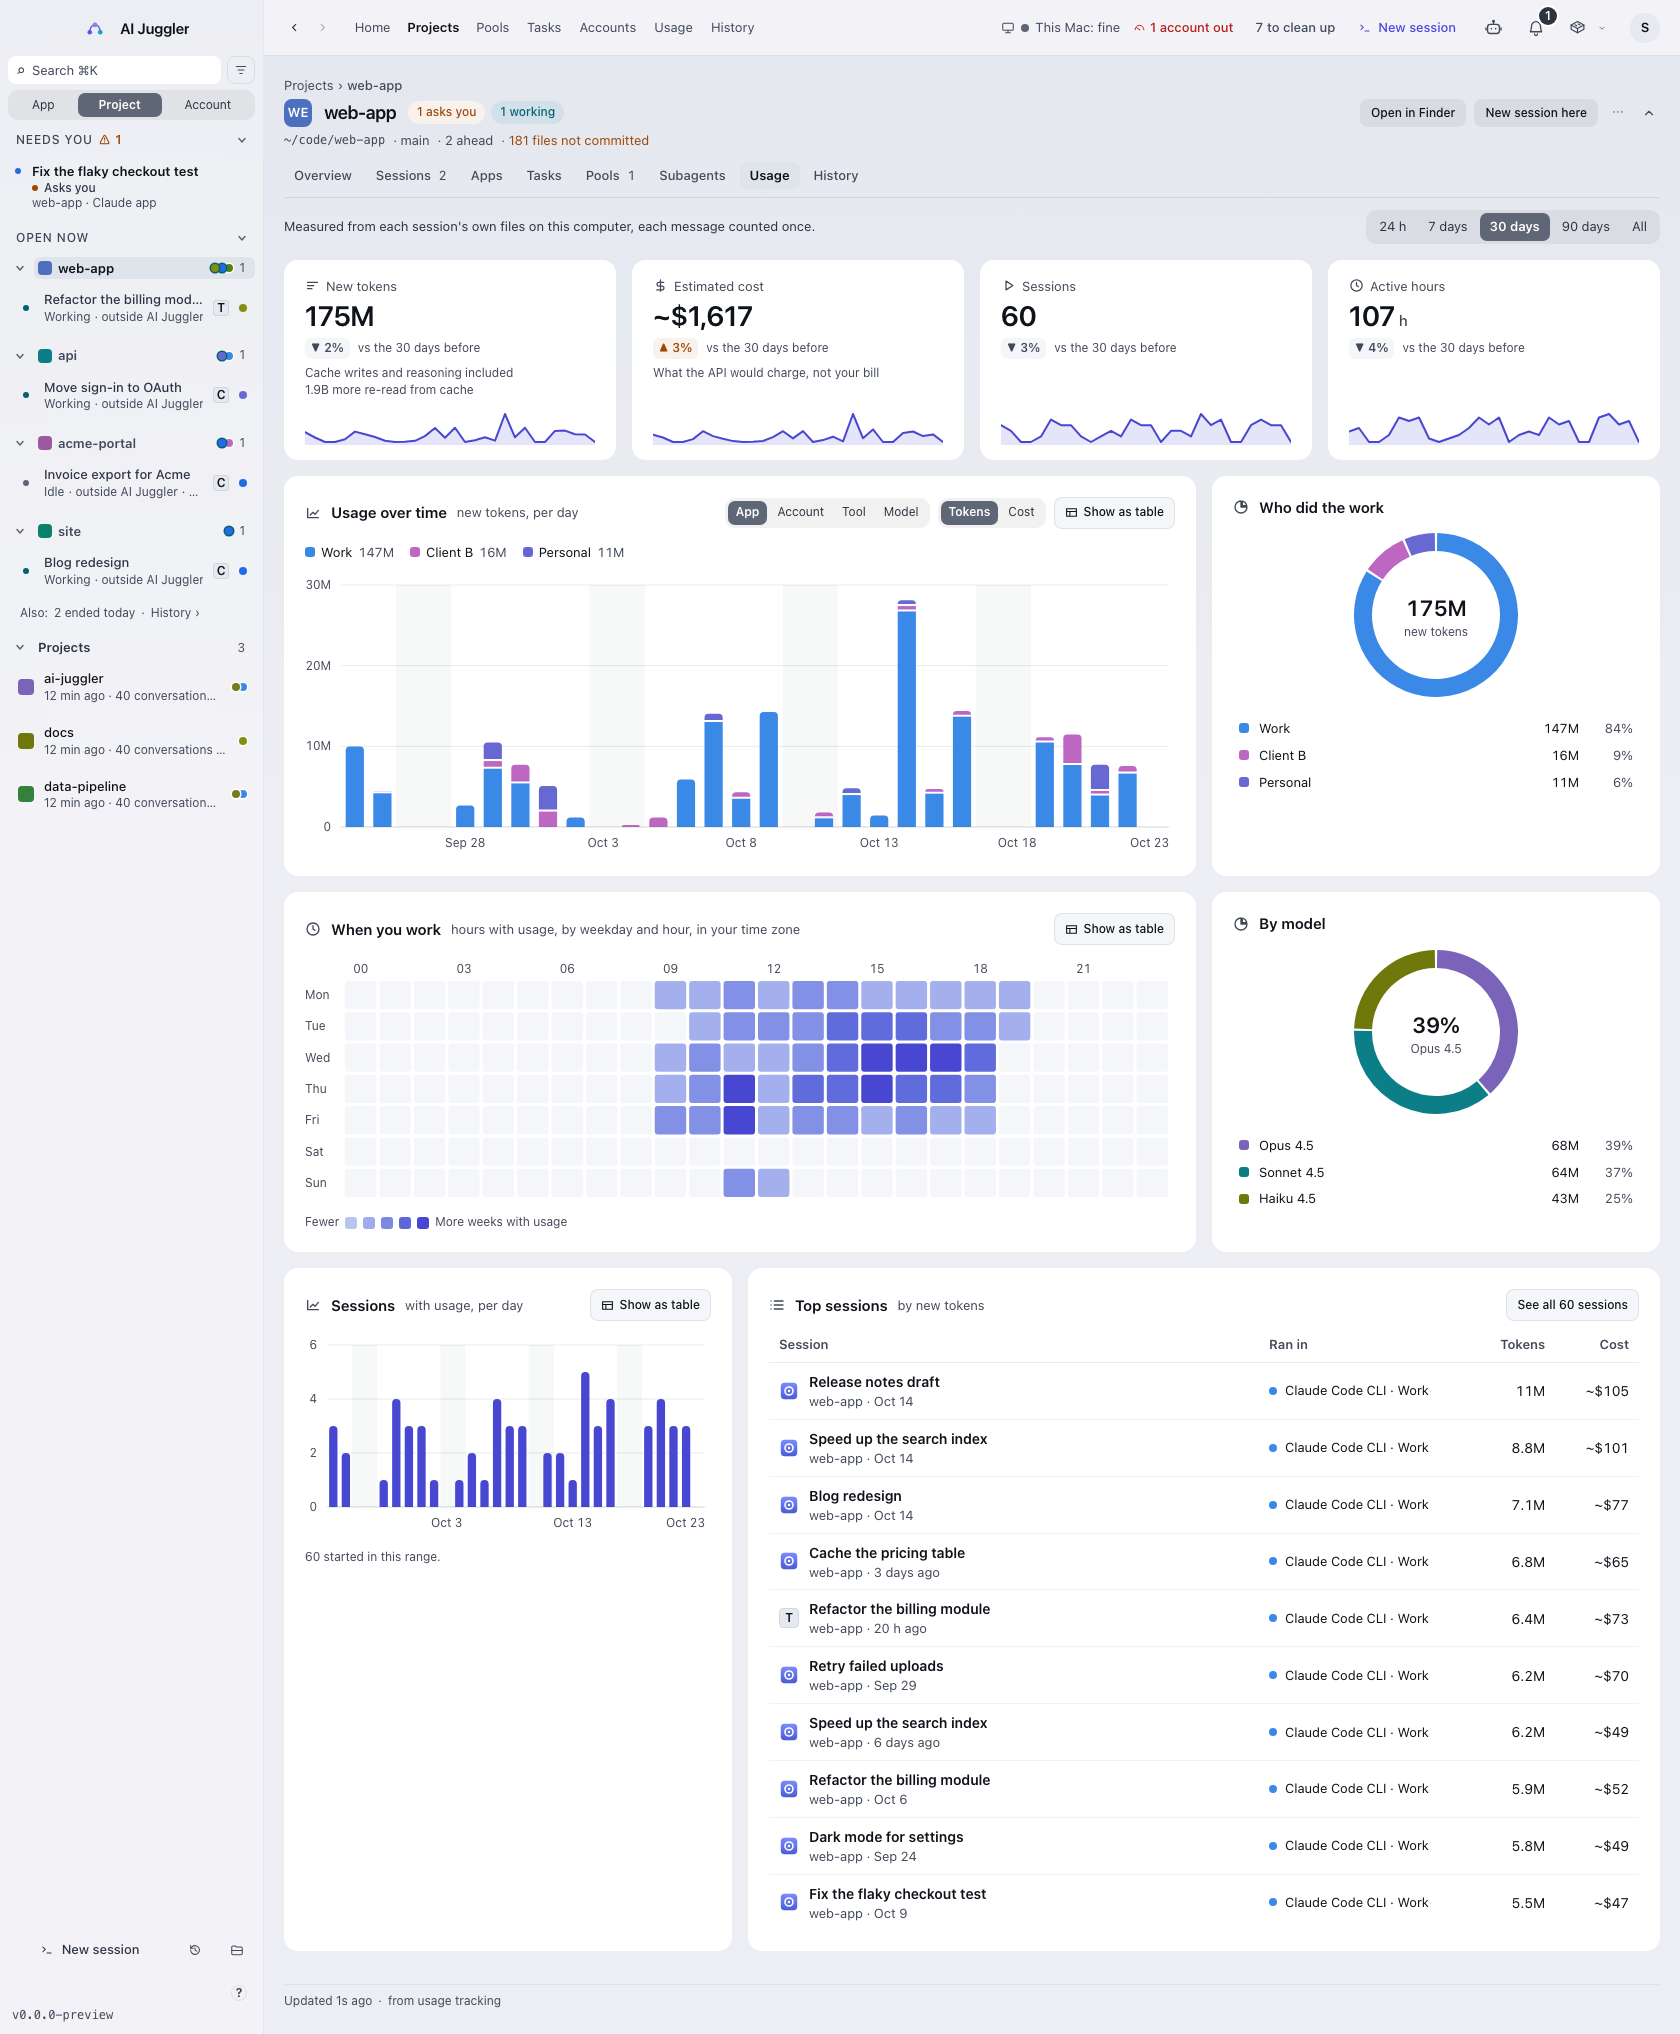 AI Juggler
Search ⌘K
App Project Account
NEEDS YOU 1
Fix the flaky checkout test
Asks you
web-app · Claude app
OPEN NOW
web-app 1
Refactor the billing mod... T
Working · outside AI Juggler
api 1
Move sign-in to OAuth C
Working · outside AI Juggler
acme-portal 1
Invoice export for Acme C
Idle · outside AI Juggler · ...
site 1
Blog redesign C
Working · outside AI Juggler
Also: 2 ended today · History ›
Projects 3
ai-juggler
12 min ago · 40 conversation...
docs
12 min ago · 40 conversations ...
data-pipeline
12 min ago · 40 conversation...
New session
?
v0.0.0-preview
Home Projects Pools Tasks Accounts Usage History
This Mac: fine 1 account out 7 to clean up New session 1 S
Projects › web-app
WE web-app 1 asks you 1 working
Open in Finder New session here ...
~/code/web-app · main · 2 ahead · 181 files not committed
Overview Sessions 2 Apps Tasks Pools 1 Subagents Usage History
Measured from each session's own files on this computer, each message counted once.
24 h 7 days 30 days 90 days All
New tokens
175M
▼ 2% vs the 30 days before
Cache writes and reasoning included
1.9B more re-read from cache
Estimated cost
~$1,617
▲ 3% vs the 30 days before
What the API would charge, not your bill
Sessions
60
▼ 3% vs the 30 days before
Active hours
107 h
▼ 4% vs the 30 days before
Usage over time new tokens, per day
App Account Tool Model Tokens Cost Show as table
Work 147M Client B 16M Personal 11M
30M
20M
10M
0
Sep 28 Oct 3 Oct 8 Oct 13 Oct 18 Oct 23
Who did the work
175M
new tokens
Work 147M 84%
Client B 16M 9%
Personal 11M 6%
When you work hours with usage, by weekday and hour, in your time zone
Show as table
00 03 06 09 12 15 18 21
Mon
Tue
Wed
Thu
Fri
Sat
Sun
Fewer More weeks with usage
By model
39%
Opus 4.5
Opus 4.5 68M 39%
Sonnet 4.5 64M 37%
Haiku 4.5 43M 25%
Sessions with usage, per day
Show as table
6
4
2
0
Oct 3 Oct 13 Oct 23
60 started in this range.
Top sessions by new tokens
See all 60 sessions
Session Ran in Tokens Cost
Release notes draft
web-app · Oct 14
Claude Code CLI · Work 11M ~$105
Speed up the search index
web-app · Oct 14
Claude Code CLI · Work 8.8M ~$101
Blog redesign
web-app · Oct 14
Claude Code CLI · Work 7.1M ~$77
Cache the pricing table
web-app · 3 days ago
Claude Code CLI · Work 6.8M ~$65
T Refactor the billing module
web-app · 20 h ago
Claude Code CLI · Work 6.4M ~$73
Retry failed uploads
web-app · Sep 29
Claude Code CLI · Work 6.2M ~$70
Speed up the search index
web-app · 6 days ago
Claude Code CLI · Work 6.2M ~$49
Refactor the billing module
web-app · Oct 6
Claude Code CLI · Work 5.9M ~$52
Dark mode for settings
web-app · Sep 24
Claude Code CLI · Work 5.8M ~$49
Fix the flaky checkout test
web-app · Oct 9
Claude Code CLI · Work 5.5M ~$47
Updated 1s ago · from usage tracking